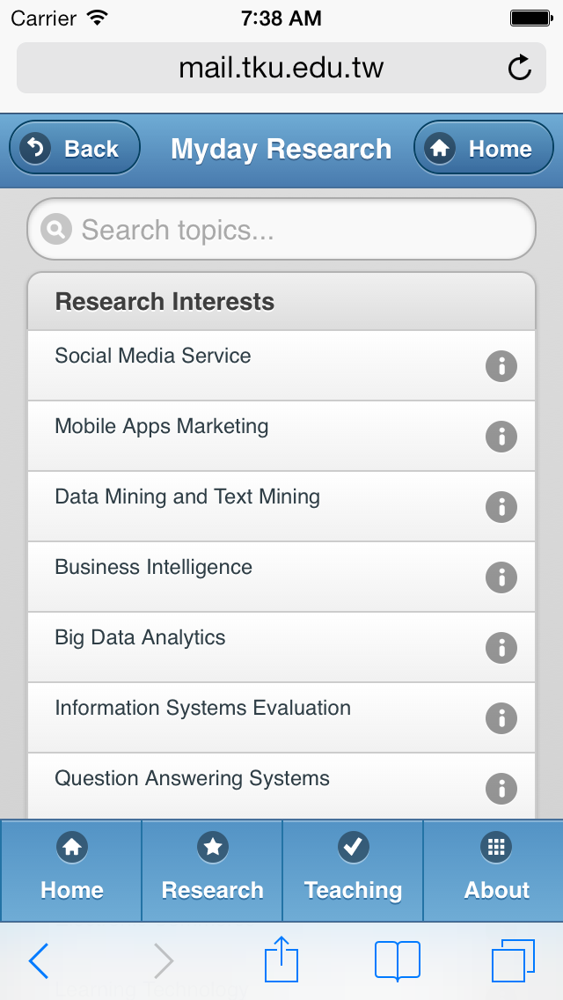 Carrier 7:38 AM
mail.tku.edu.tw
Back Myday Research Home
Search topics...
Research Interests
Social Media Service
Mobile Apps Marketing
Data Mining and Text Mining
Business Intelligence
Big Data Analytics
Information Systems Evaluation
Question Answering Systems
Home Research Teaching About
Learning Technology